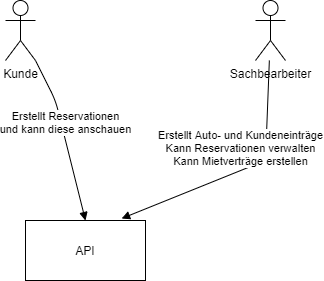 Kunde
Sachbearbeiter
Erstellt Reservationen
und kann diese anschauen
Erstellt Auto- und Kundeneinträge
Kann Reservationen verwalten
Kann Mietverträge erstellen
API